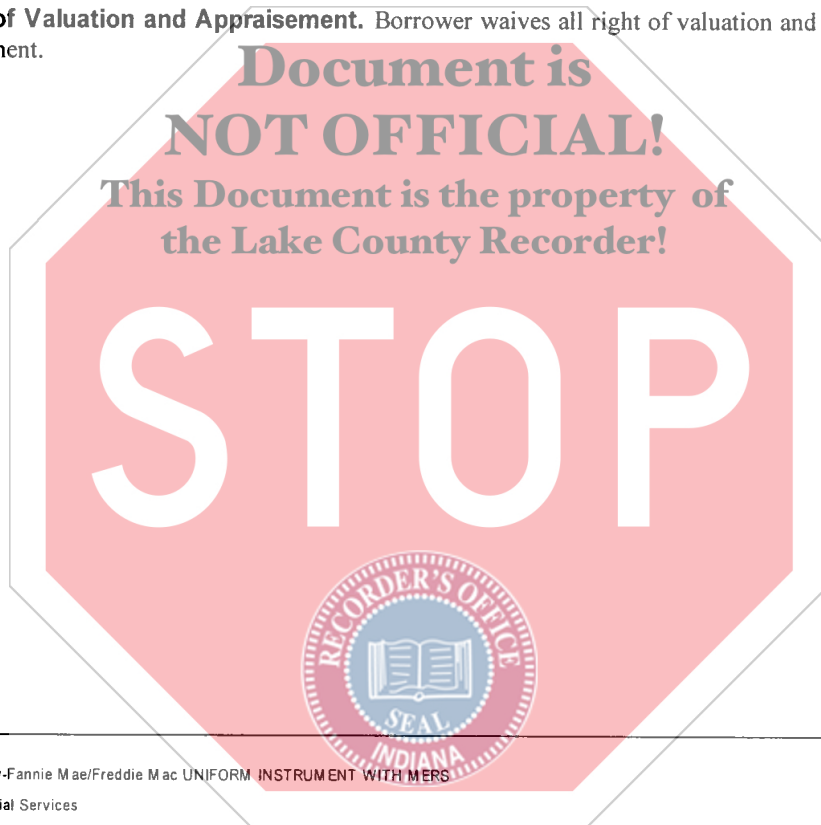 of Valuation and Appraisement. Borrower waives all right of valuation and
nent.
Document is
NOT OFFICIAL!
This Document is the property of
the Lake County Recorder!
STOP
RECORDER'S OFFICE
SEAL
INDIANA
-Fannie Mae/Freddie Mac UNIFORM INSTRUMENT WITH MERS
ial Services